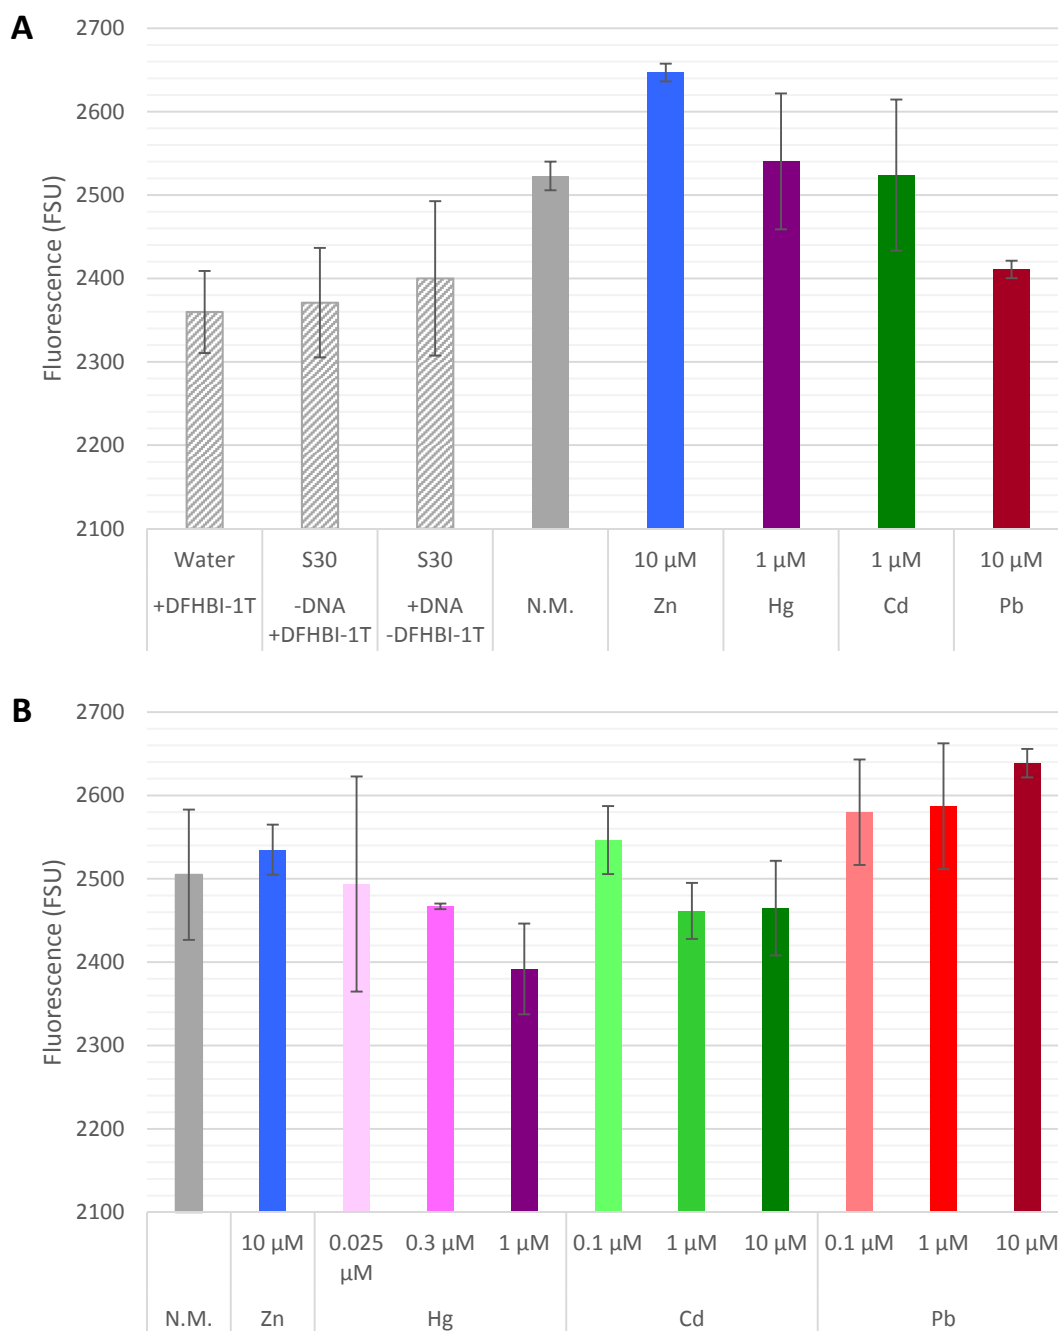 A
2700
2600
2500
2400
2300
2200
2100
Fluorescence (FSU)
Water S30 S30 10 µM 1 µM 1 µM 10 µM
+DFHBI-1T -DNA +DNA N.M. Zn Hg Cd Pb
+DFHBI-1T -DFHBI-1T
B
2700
2600
2500
2400
2300
2200
2100
Fluorescence (FSU)
10 µM 0.025 0.3 µM 1 µM 0.1 µM 1 µM 10 µM 0.1 µM 1 µM 10 µM
µM
N.M. Zn Hg Cd Pb